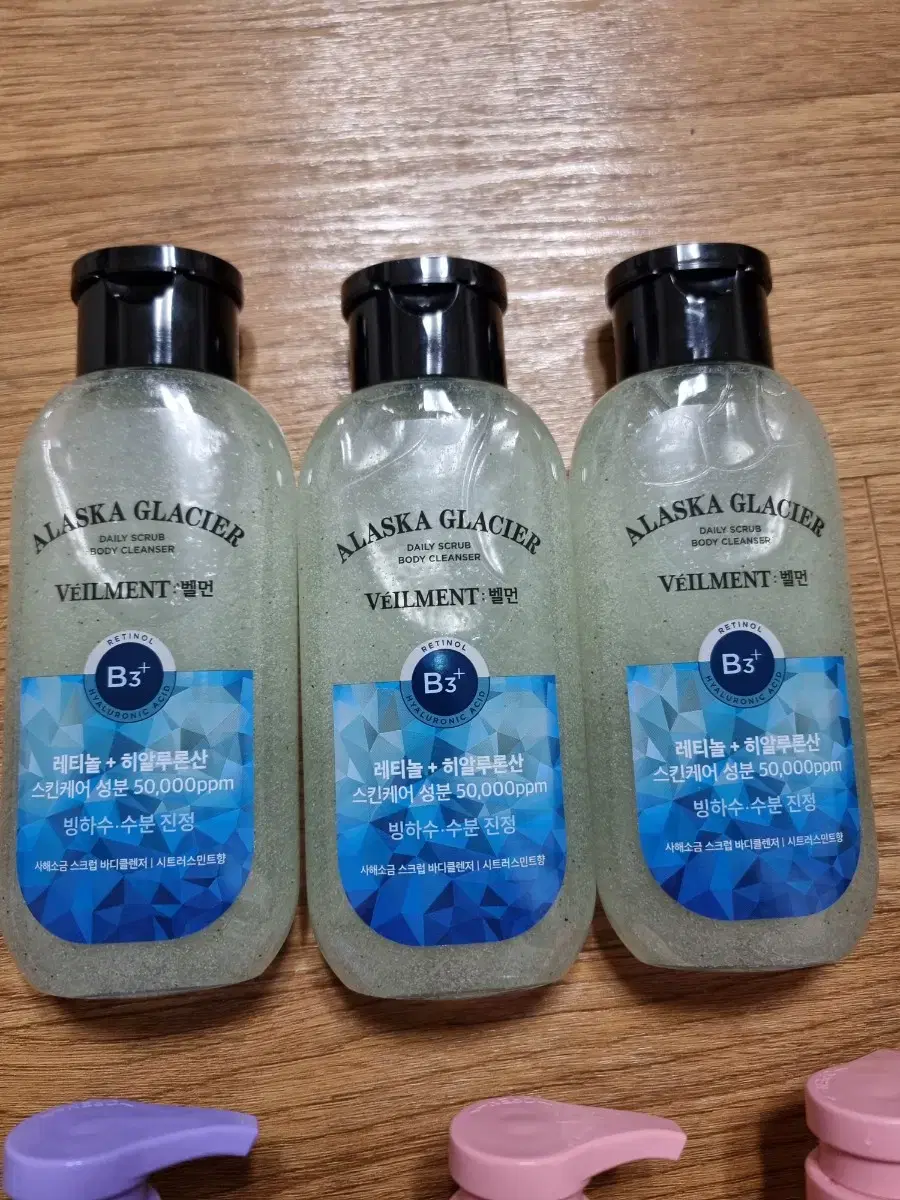 ALASKA GLACIER
DAILY SCRUB
BODY CLEANSER
VéILMENT:벨먼
RETINOL
B3+
HYALURONIC ACID
레티놀 + 히알루론산
스킨케어 성분 50,000ppm
빙하수·수분 진정
사해소금 스크럽 바디클렌저 | 시트러스민트향
ALASKA GLACIER
DAILY SCRUB
BODY CLEANSER
VéILMENT:벨먼
RETINOL
B3+
HYALURONIC ACID
레티놀 + 히알루론산
스킨케어 성분 50,000ppm
빙하수·수분 진정
사해소금 스크럽 바디클렌저 | 시트러스민트향
ALASKA GLACIER
DAILY SCRUB
BODY CLEANSER
VéILMENT:벨먼
RETINOL
B3+
HYALURONIC ACID
레티놀 + 히알루론산
스킨케어 성분 50,000ppm
빙하수·수분 진정
사해소금 스크럽 바디클렌저 | 시트러스민트향